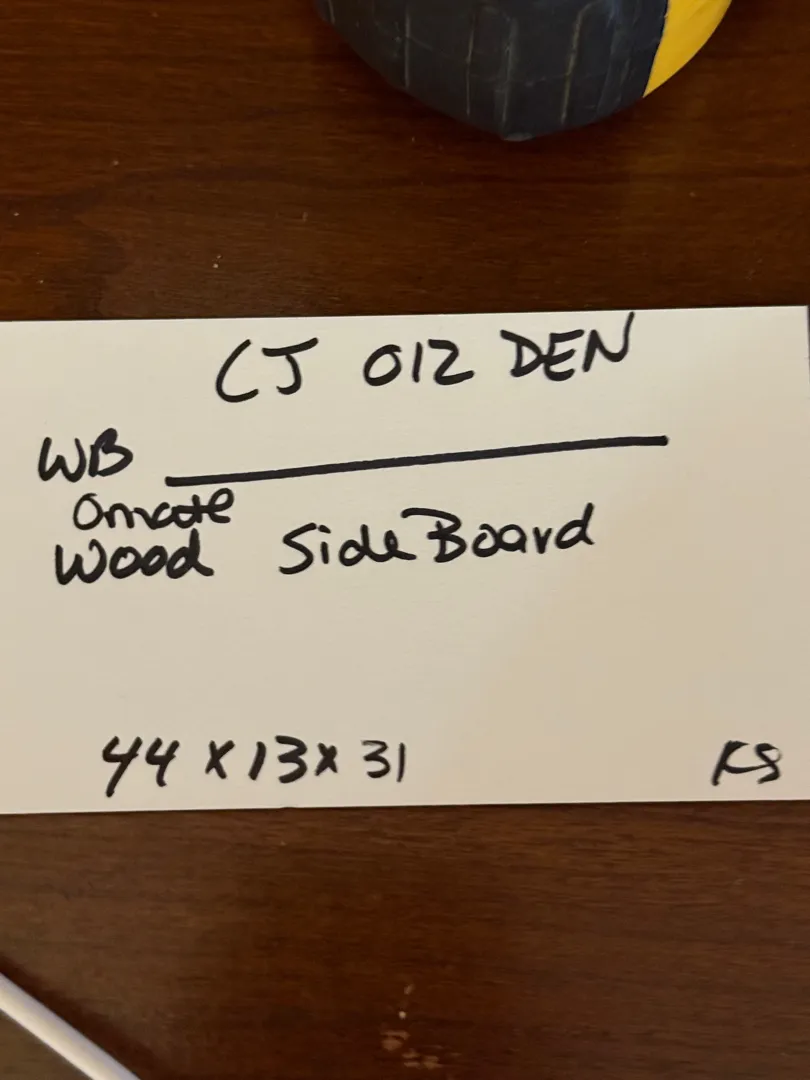 CJ 012 DEN
WB
Ornate
Wood SideBoard
44 x 13 x 31
KS